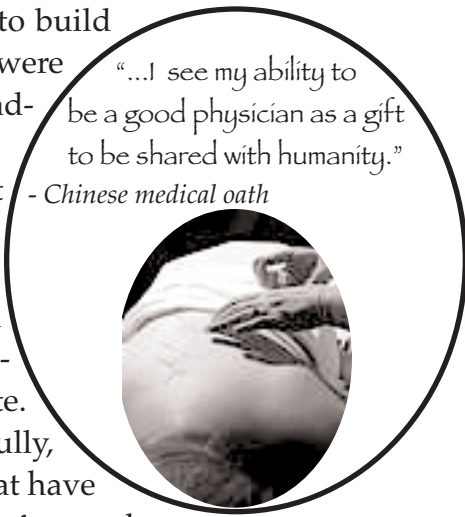 to build
were
“...I see my ability to
be a good physician as a gift
to be shared with humanity.”
- Chinese medical oath
ully,
at have